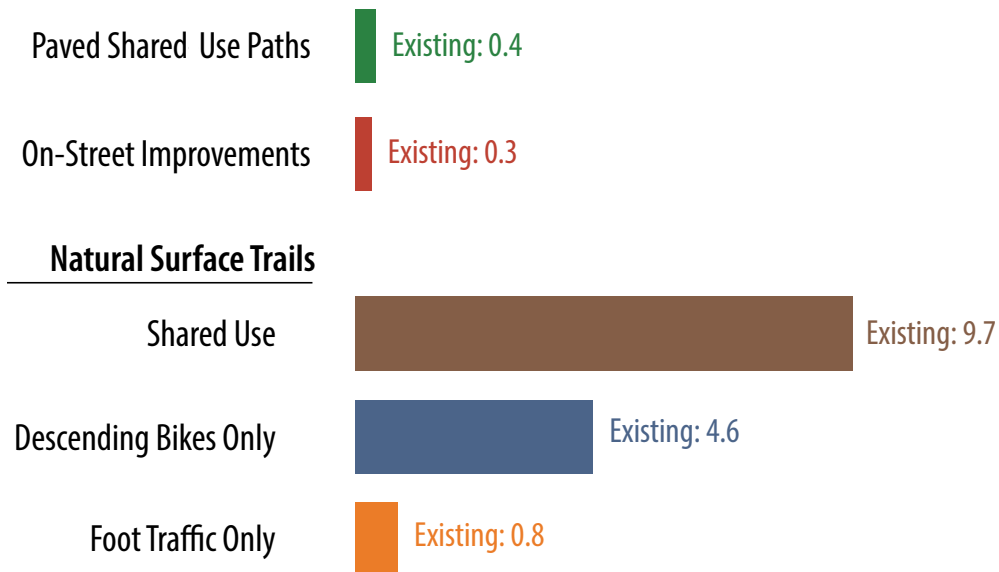 Paved Shared Use Paths
Existing: 0.4
On-Street Improvements
Existing: 0.3
Natural Surface Trails
Shared Use
Existing: 9.7
Descending Bikes Only
Existing: 4.6
Foot Traffic Only
Existing: 0.8